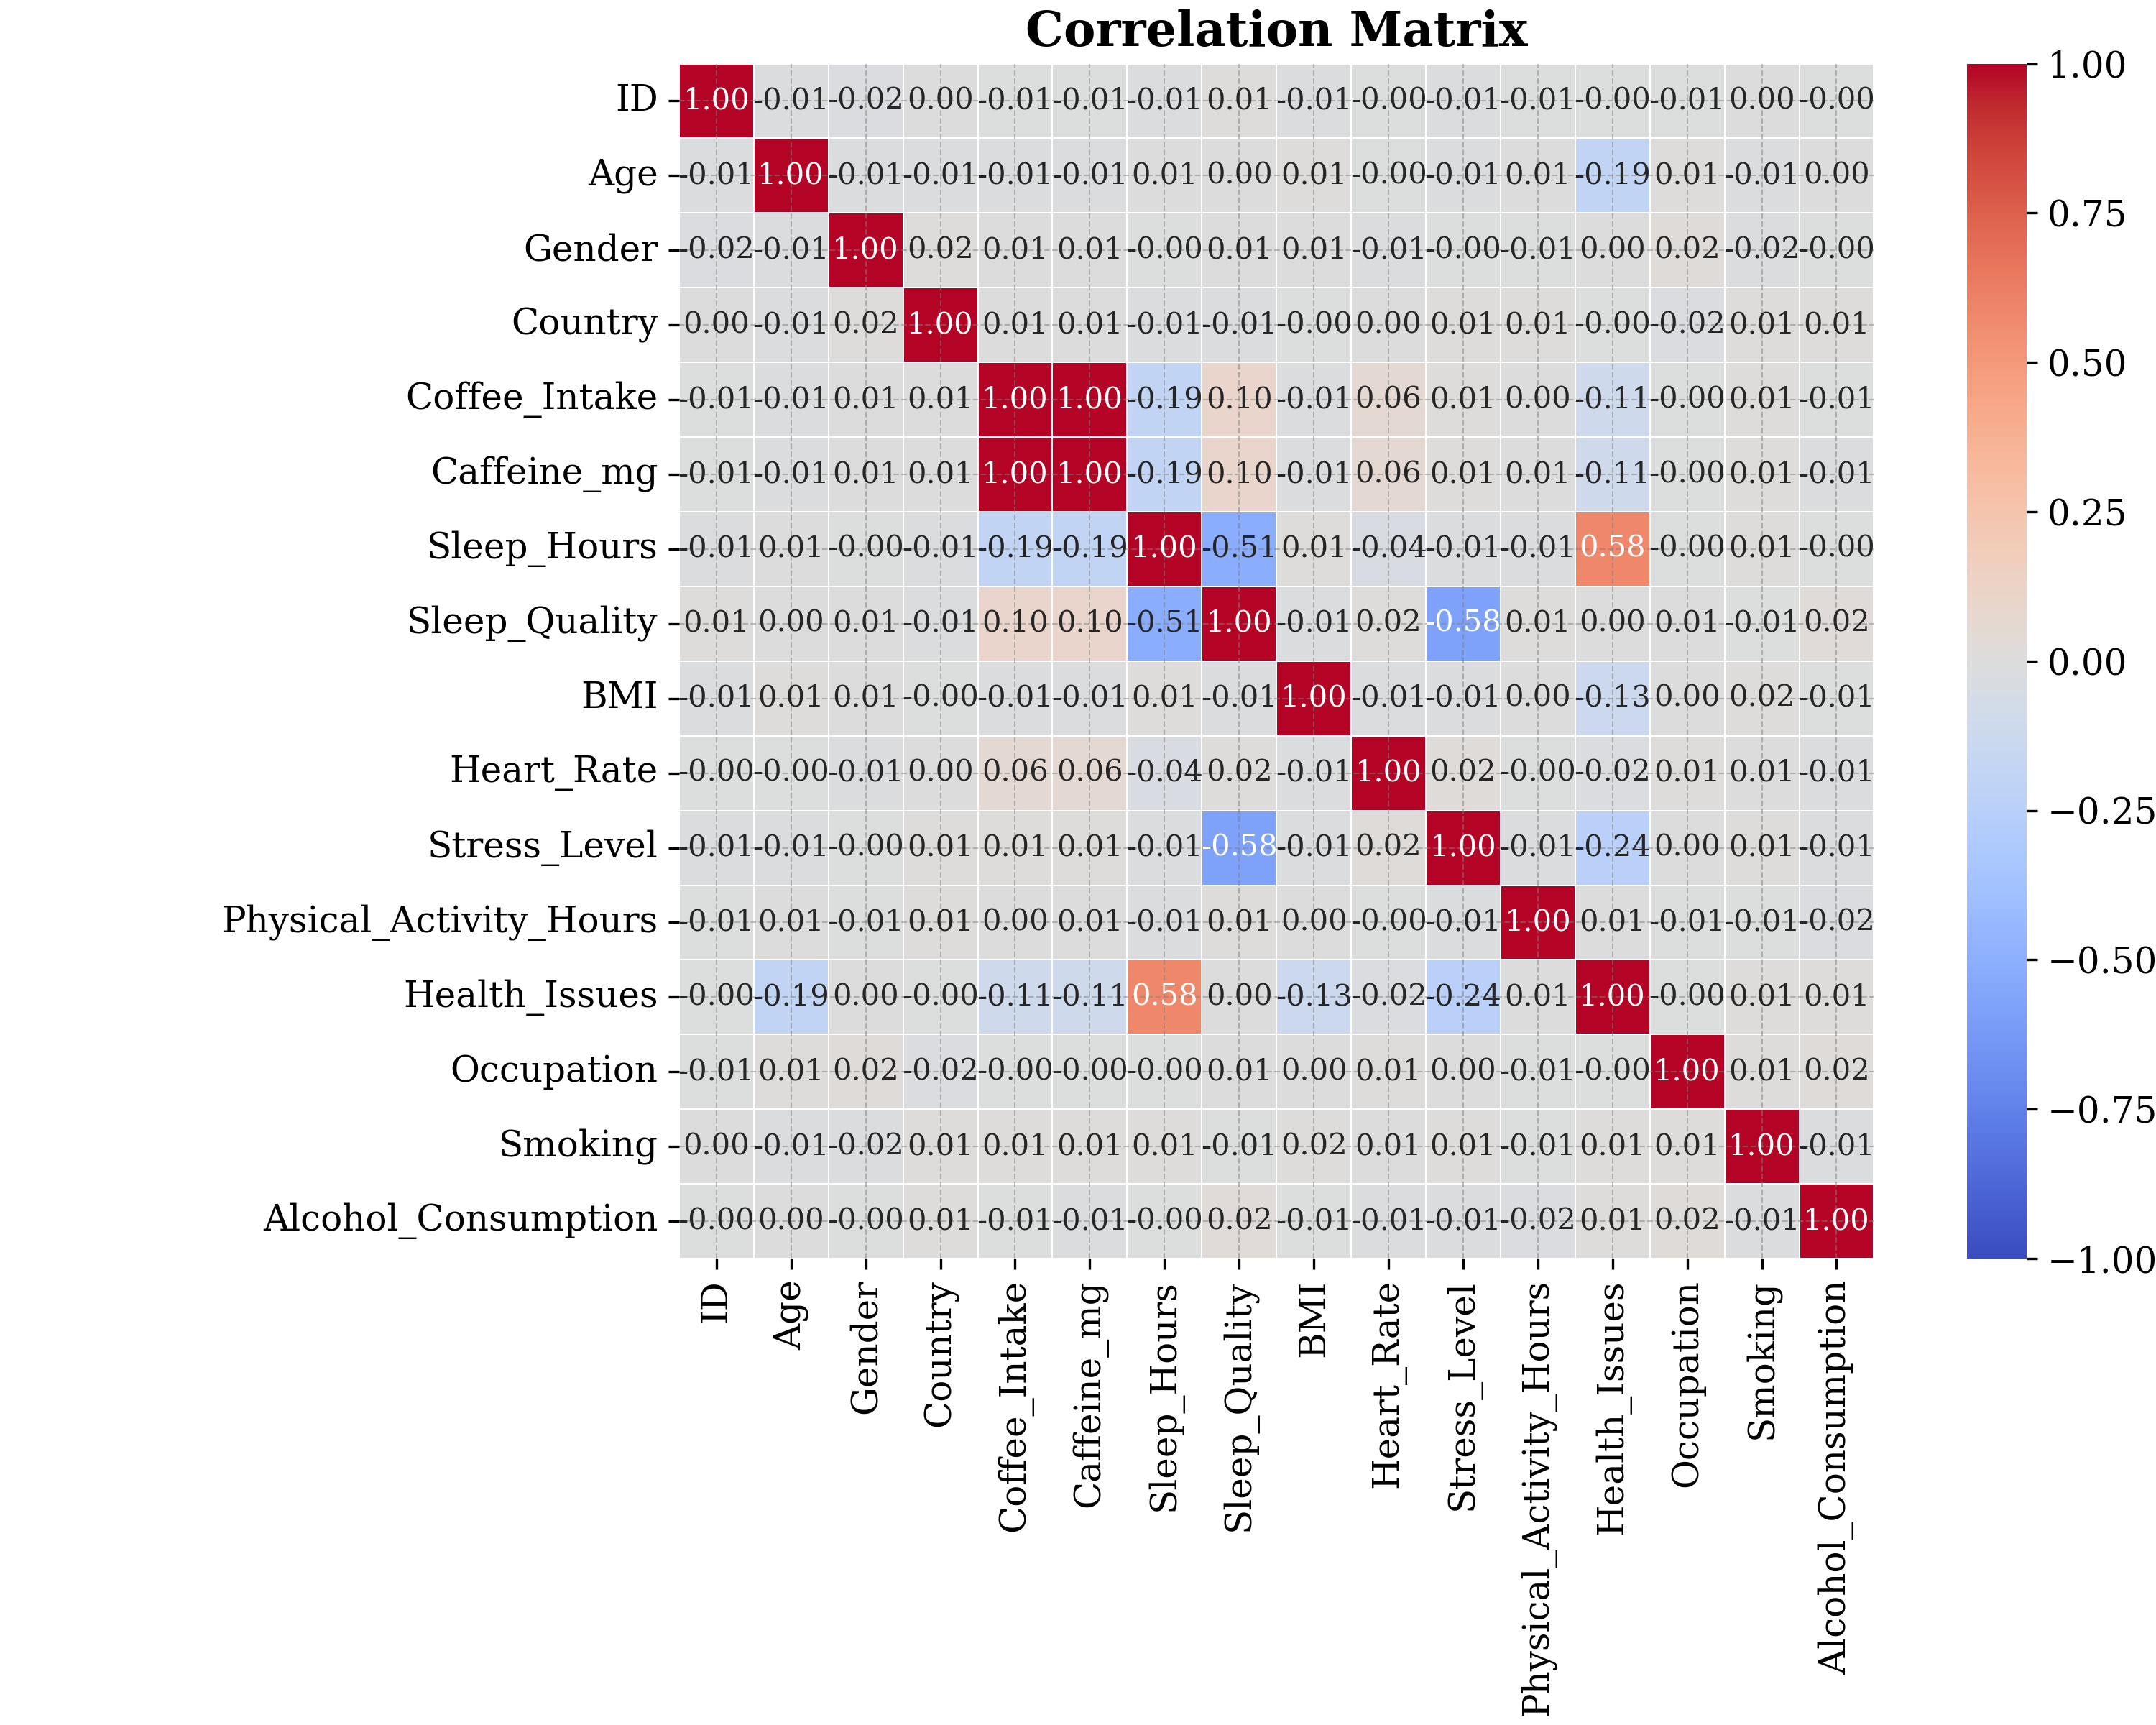 Correlation Matrix
ID 1.00 -0.01 -0.02 0.00 -0.01 -0.01 -0.01 0.01 -0.01 -0.00 -0.01 -0.01 -0.00 -0.01 0.00 -0.00
Age -0.01 1.00 -0.01 -0.01 -0.01 -0.01 0.01 0.00 0.01 -0.00 -0.01 0.01 -0.19 0.01 -0.01 0.00
Gender -0.02 -0.01 1.00 0.02 0.01 0.01 -0.00 0.01 0.01 -0.01 -0.00 -0.01 0.00 0.02 -0.02 -0.00
Country 0.00 -0.01 0.02 1.00 0.01 0.01 -0.01 -0.01 -0.00 0.00 0.01 0.01 -0.00 -0.02 0.01 0.01
Coffee_Intake -0.01 -0.01 0.01 0.01 1.00 1.00 -0.19 0.10 -0.01 0.06 0.01 0.00 -0.11 -0.00 0.01 -0.01
Caffeine_mg -0.01 -0.01 0.01 0.01 1.00 1.00 -0.19 0.10 -0.01 0.06 0.01 0.01 -0.11 -0.00 0.01 -0.01
Sleep_Hours -0.01 0.01 -0.00 -0.01 -0.19 -0.19 1.00 -0.51 0.01 -0.04 -0.01 -0.01 0.58 -0.00 0.01 -0.00
Sleep_Quality 0.01 0.00 0.01 -0.01 0.10 0.10 -0.51 1.00 -0.01 0.02 -0.58 0.01 0.00 0.01 -0.01 0.02
BMI -0.01 0.01 0.01 -0.00 -0.01 -0.01 0.01 -0.01 1.00 -0.01 -0.01 0.00 -0.13 0.00 0.02 -0.01
Heart_Rate -0.00 -0.00 -0.01 0.00 0.06 0.06 -0.04 0.02 -0.01 1.00 0.02 -0.00 -0.02 0.01 0.01 -0.01
Stress_Level -0.01 -0.01 -0.00 0.01 0.01 0.01 -0.01 -0.58 -0.01 0.02 1.00 -0.01 -0.24 0.00 0.01 -0.01
Physical_Activity_Hours -0.01 0.01 -0.01 0.01 0.00 0.01 -0.01 0.01 0.00 -0.00 -0.01 1.00 0.01 -0.01 -0.01 -0.02
Health_Issues -0.00 -0.19 0.00 -0.00 -0.11 -0.11 0.58 0.00 -0.13 -0.02 -0.24 0.01 1.00 -0.00 0.01 0.01
Occupation -0.01 0.01 0.02 -0.02 -0.00 -0.00 -0.00 0.01 0.00 0.01 0.00 -0.01 -0.00 1.00 0.01 0.02
Smoking 0.00 -0.01 -0.02 0.01 0.01 0.01 0.01 -0.01 0.02 0.01 0.01 -0.01 0.01 0.01 1.00 -0.01
Alcohol_Consumption -0.00 0.00 -0.00 0.01 -0.01 -0.01 -0.00 0.02 -0.01 -0.01 -0.01 -0.02 0.01 0.02 -0.01 1.00
ID
Age
Gender
Country
Coffee_Intake
Caffeine_mg
Sleep_Hours
Sleep_Quality
BMI
Heart_Rate
Stress_Level
Physical_Activity_Hours
Health_Issues
Occupation
Smoking
Alcohol_Consumption
1.00
0.75
0.50
0.25
0.00
−0.25
−0.50
−0.75
−1.00